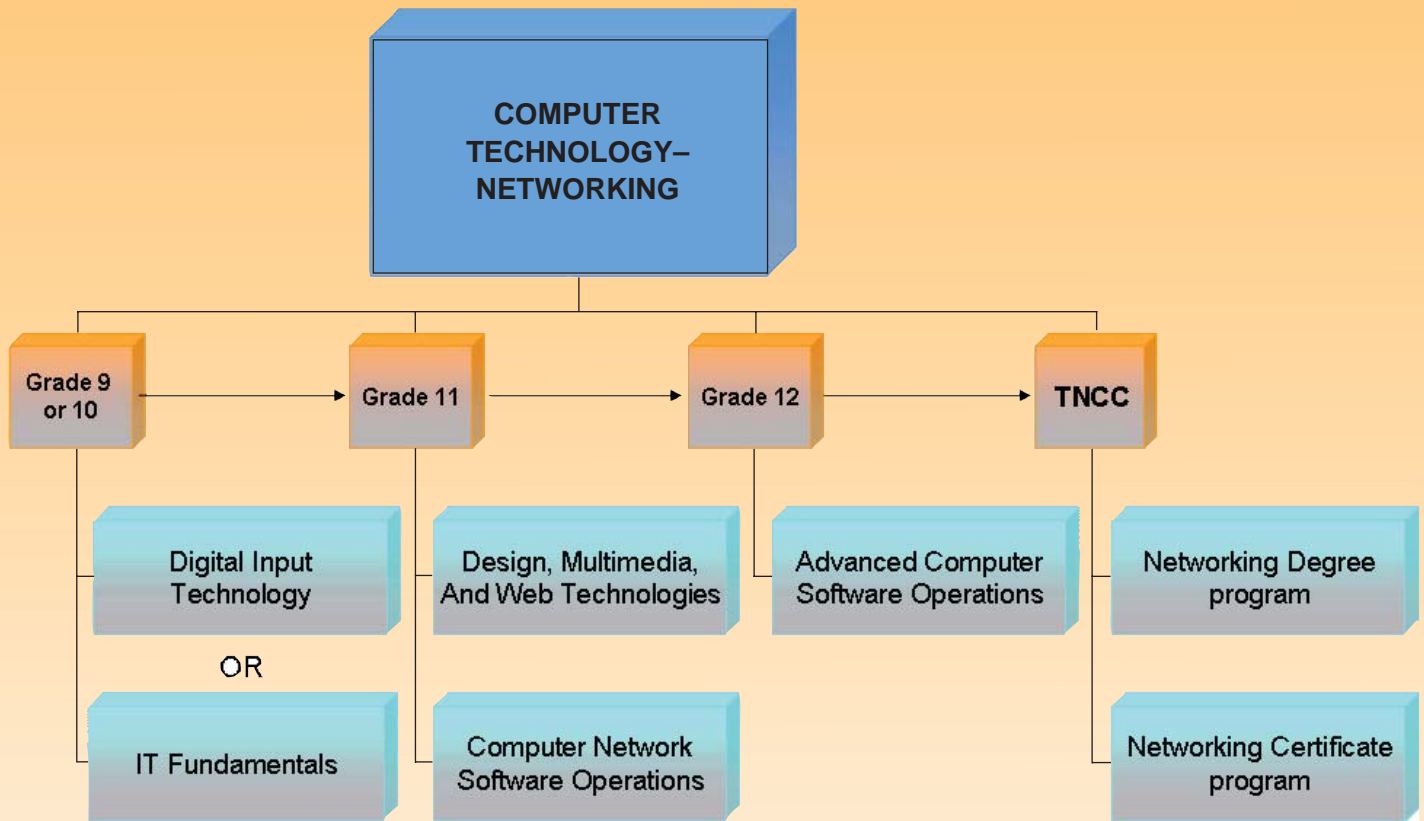 COMPUTER
TECHNOLOGY–
NETWORKING
Grade 9
or 10
Grade 11
Grade 12
TNCC
Digital Input
Technology
OR
IT Fundamentals
Design, Multimedia,
And Web Technologies
Computer Network
Software Operations
Advanced Computer
Software Operations
Networking Degree
program
Networking Certificate
program